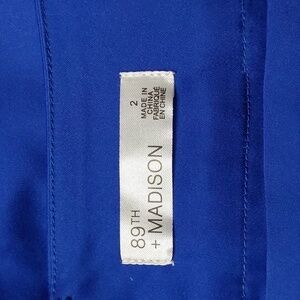 89TH
+ MADISON
2
MADE IN
CHINA
FABRIQUÉ
EN CHINE